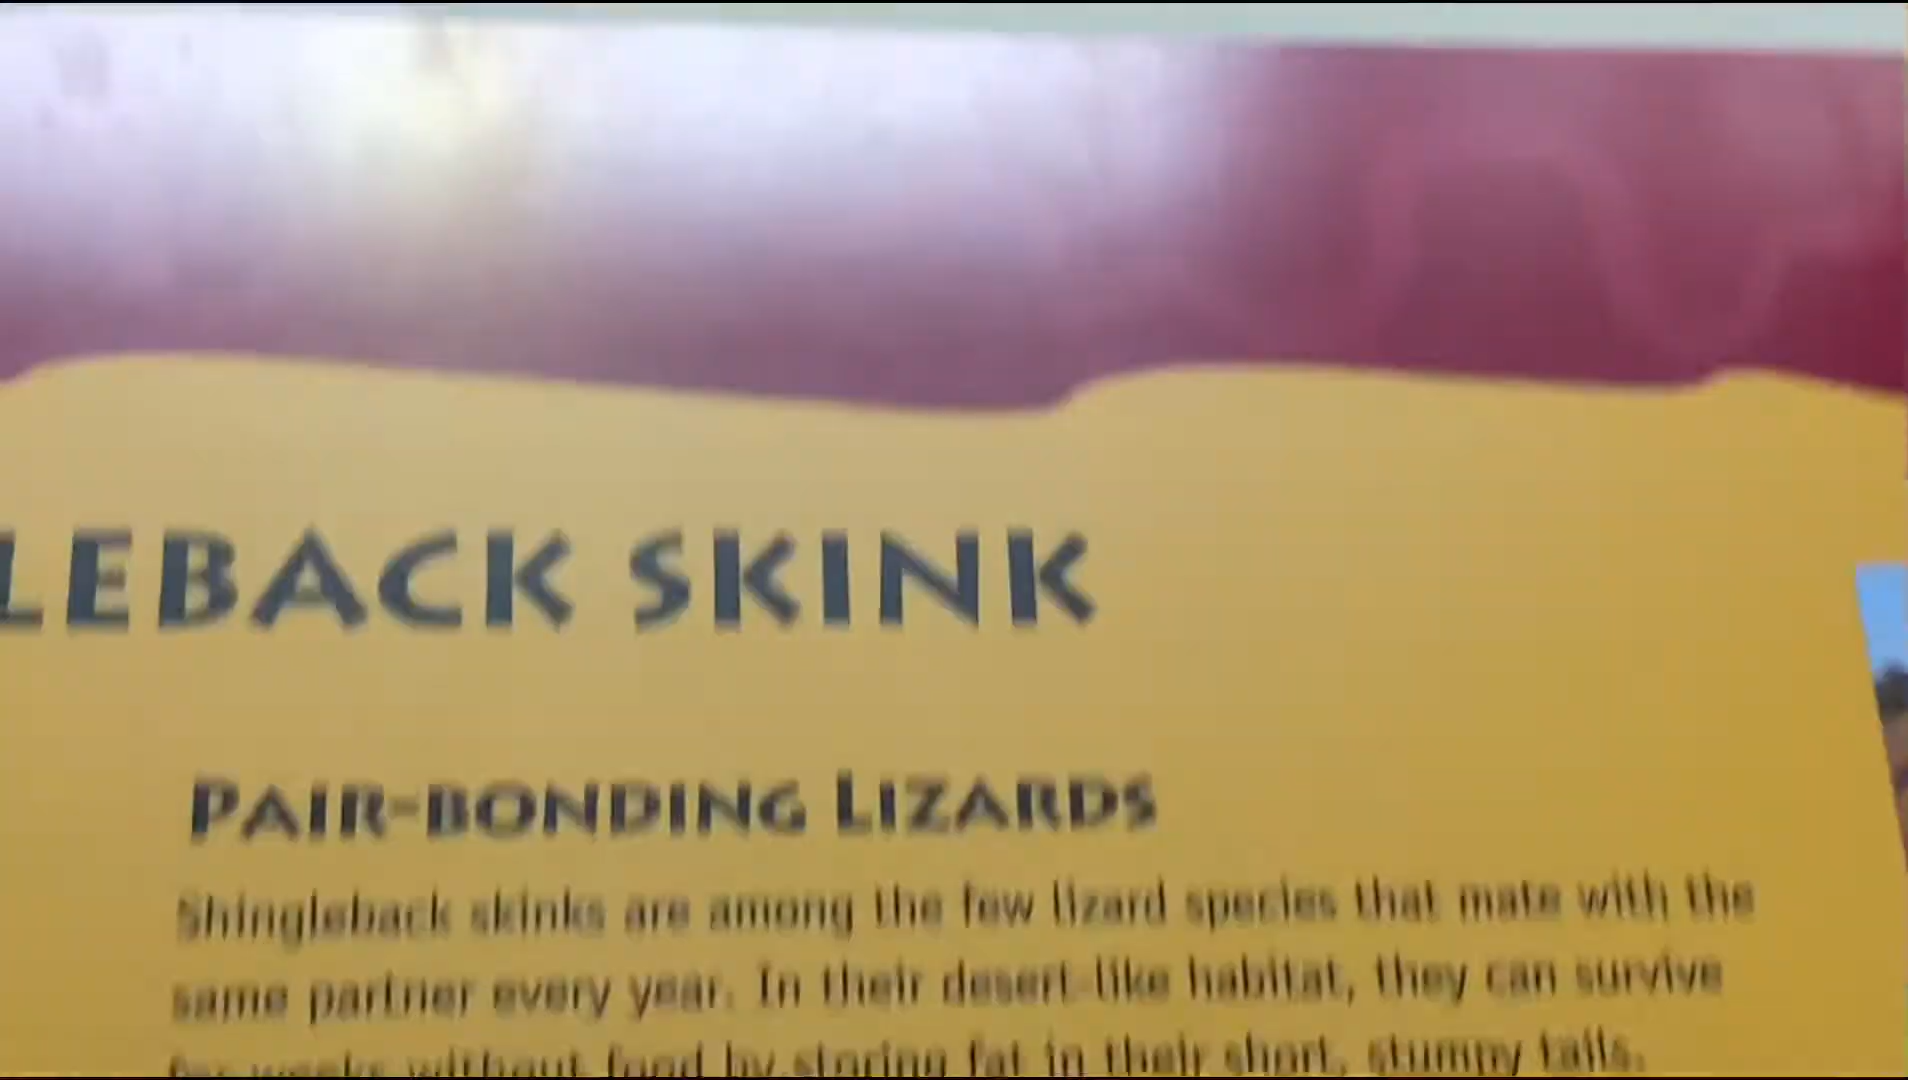 LEBACK SKINK
PAIR-BONDING LIZARDS
Shingleback skinks are among the few lizard species that mate with the
same partner every year. In their desert-like habitat, they can survive
for weeks without food by storing fat in their short, stumpy tails.